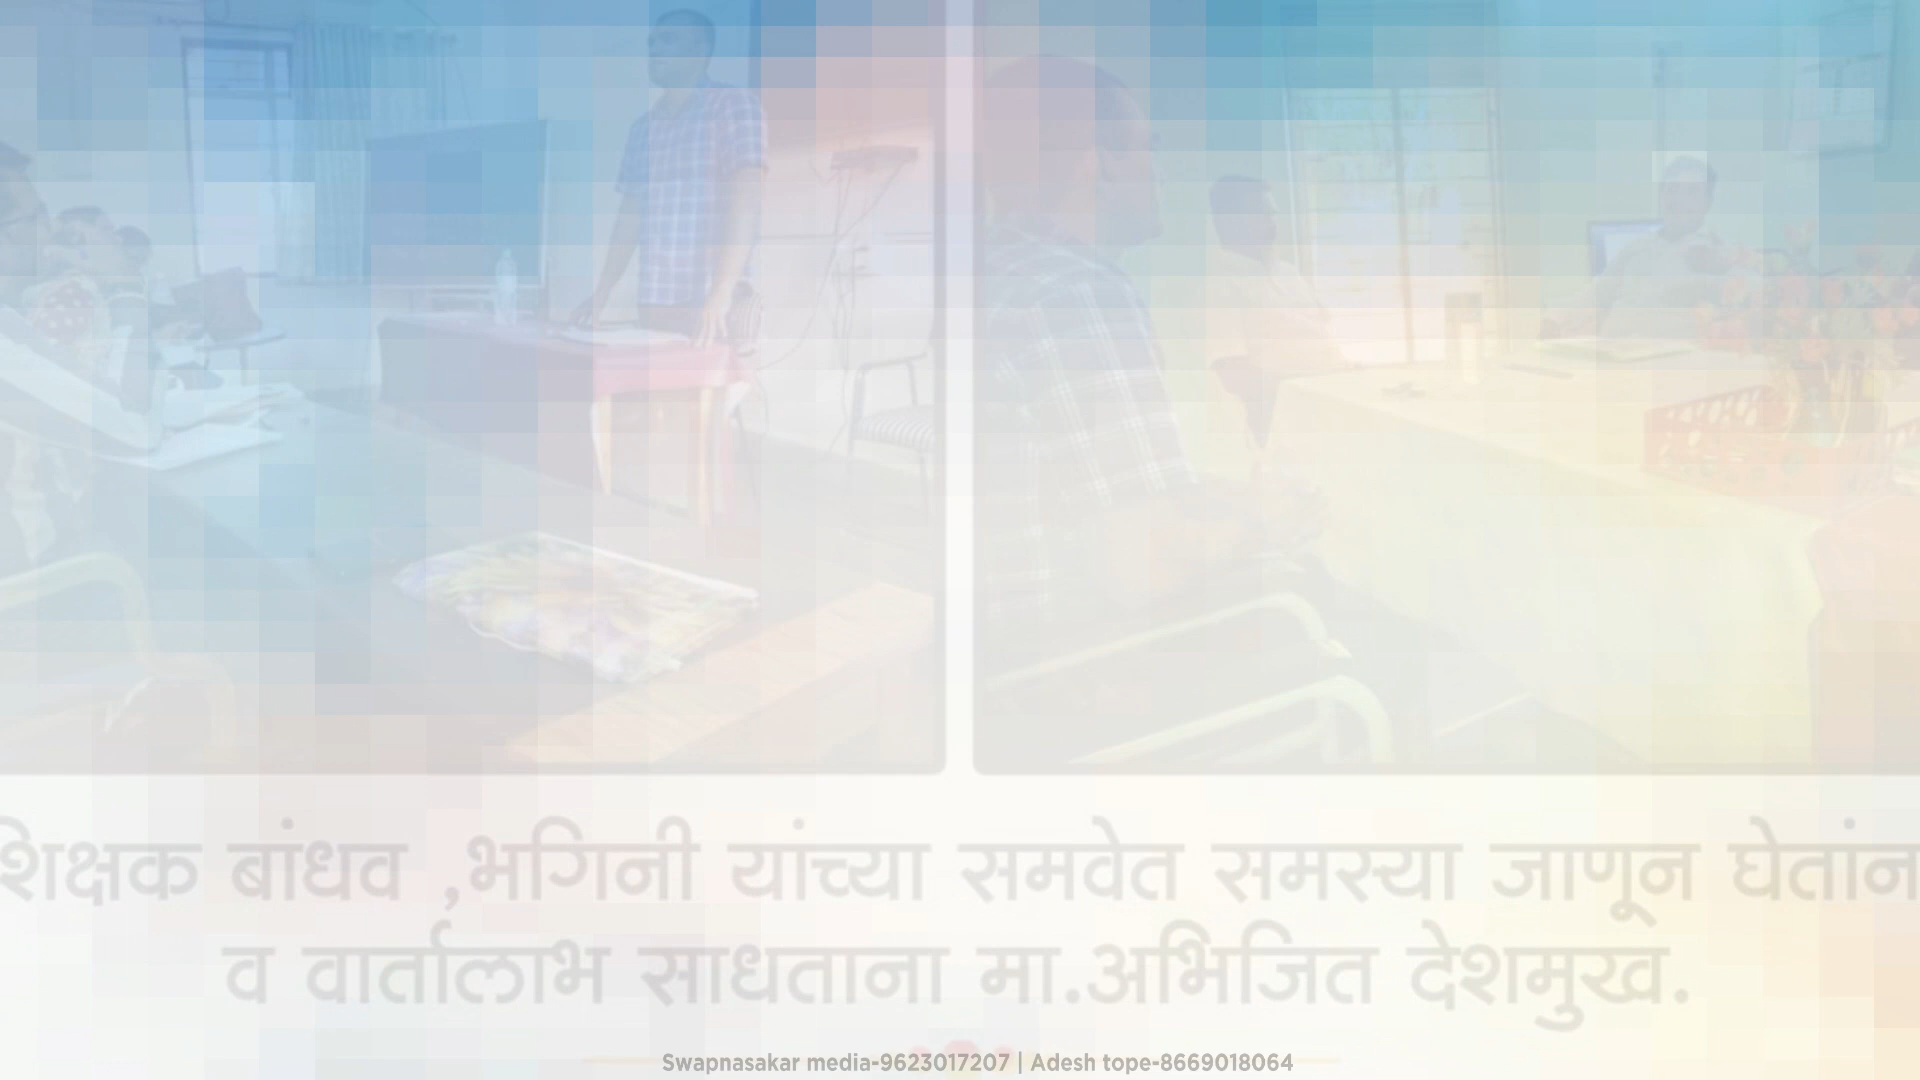 शिक्षक बांधव ,भगिनी यांच्या समवेत समस्या जाणून घेतांन
व वार्तालाभ साधताना मा.अभिजित देशमुख.
Swapnasakar media-9623017207 | Adesh tope-8669018064